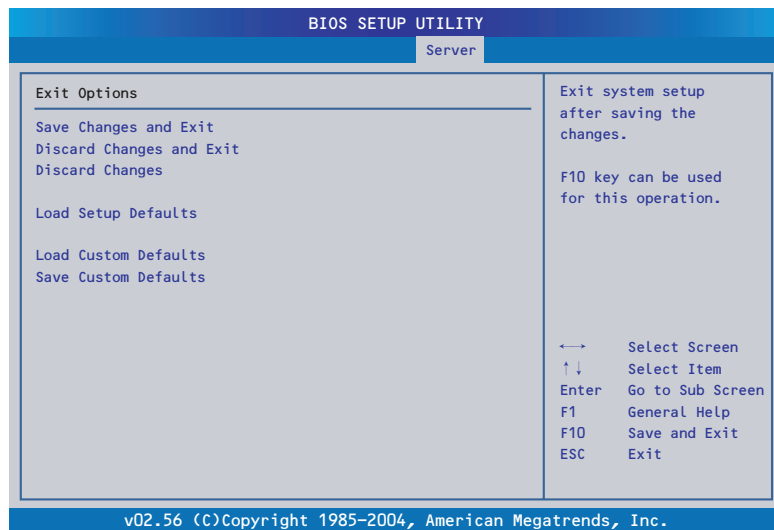 BIOS SETUP UTILITY
Server
Exit Options
Save Changes and Exit
Discard Changes and Exit
Discard Changes
Load Setup Defaults
Load Custom Defaults
Save Custom Defaults
Exit system setup
after saving the
changes.
F10 key can be used
for this operation.
←→ Select Screen
↑↓ Select Item
Enter Go to Sub Screen
F1 General Help
F10 Save and Exit
ESC Exit
v02.56 (C)Copyright 1985-2004, American Megatrends, Inc.